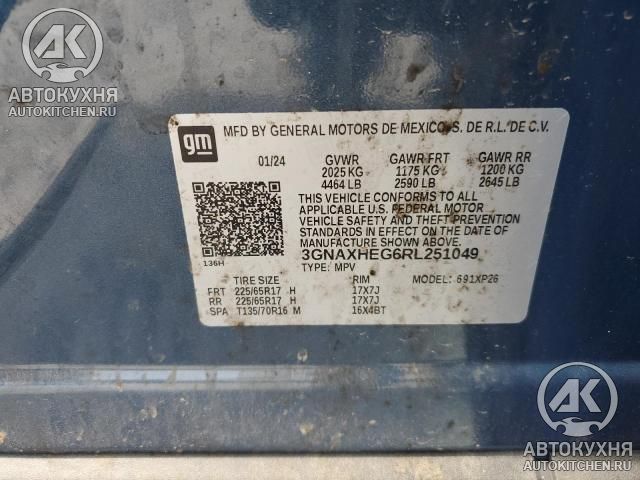 AK
АВТОКУХНЯ
AUTOKITCHEN.RU
gm
MFD BY GENERAL MOTORS DE MEXICO, S. DE R.L. DE C.V.
01/24 GVWR GAWR FRT GAWR RR
2025 KG 1175 KG 1200 KG
4464 LB 2590 LB 2645 LB
THIS VEHICLE CONFORMS TO ALL
APPLICABLE U.S. FEDERAL MOTOR
VEHICLE SAFETY AND THEFT PREVENTION
STANDARDS IN EFFECT ON THE DATE OF
MANUFACTURE SHOWN ABOVE.
3GNAXHEG6RL251049
136H TYPE: MPV MODEL: 691XP26
TIRE SIZE RIM
FRT 225/65R17 H 17X7J
RR 225/65R17 H 17X7J
SPA T135/70R16 M 16X4BT
AK
АВТОКУХНЯ
AUTOKITCHEN.RU